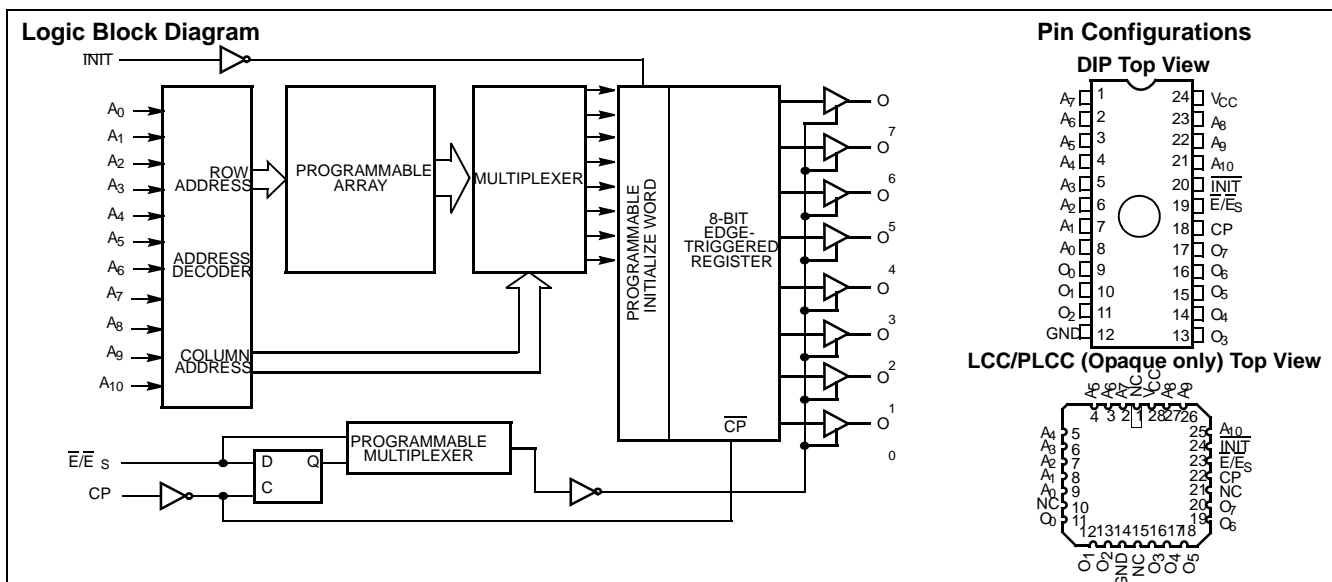 Logic Block Diagram
INIT
A0
A1
A2
A3
A4
A5
A6
A7
A8
A9
A10
ROW
ADDRESS
ADDRESS
DECODER
COLUMN
ADDRESS
PROGRAMMABLE
ARRAY
MULTIPLEXER
PROGRAMMABLE
INITIALIZE WORD
8-BIT
EDGE-
TRIGGERED
REGISTER
CP
O
7
O
6
O
5
O
4
O
3
O
2
O
1
O
0
E/E S
CP
D
Q
C
PROGRAMMABLE
MULTIPLEXER
Pin Configurations
DIP Top View
A7 1 24 VCC
A6 2 23 A8
A5 3 22 A9
A4 4 21 A10
A3 5 20 INIT
A2 6 19 E/ES
A1 7 18 CP
A0 8 17 O7
O0 9 16 O6
O1 10 15 O5
O2 11 14 O4
GND 12 13 O3
LCC/PLCC (Opaque only) Top View
A5 A6 A7 NC VCC A8 A9
4 3 2 1 28 27 26
A4 5 25 A10
A3 6 24 INIT
A2 7 23 E/ES
A1 8 22 CP
A0 9 21 NC
NC 10 20 O7
O0 11 19 O6
12 13 14 15 16 17 18
O1 O2 GND NC O3 O4 O5